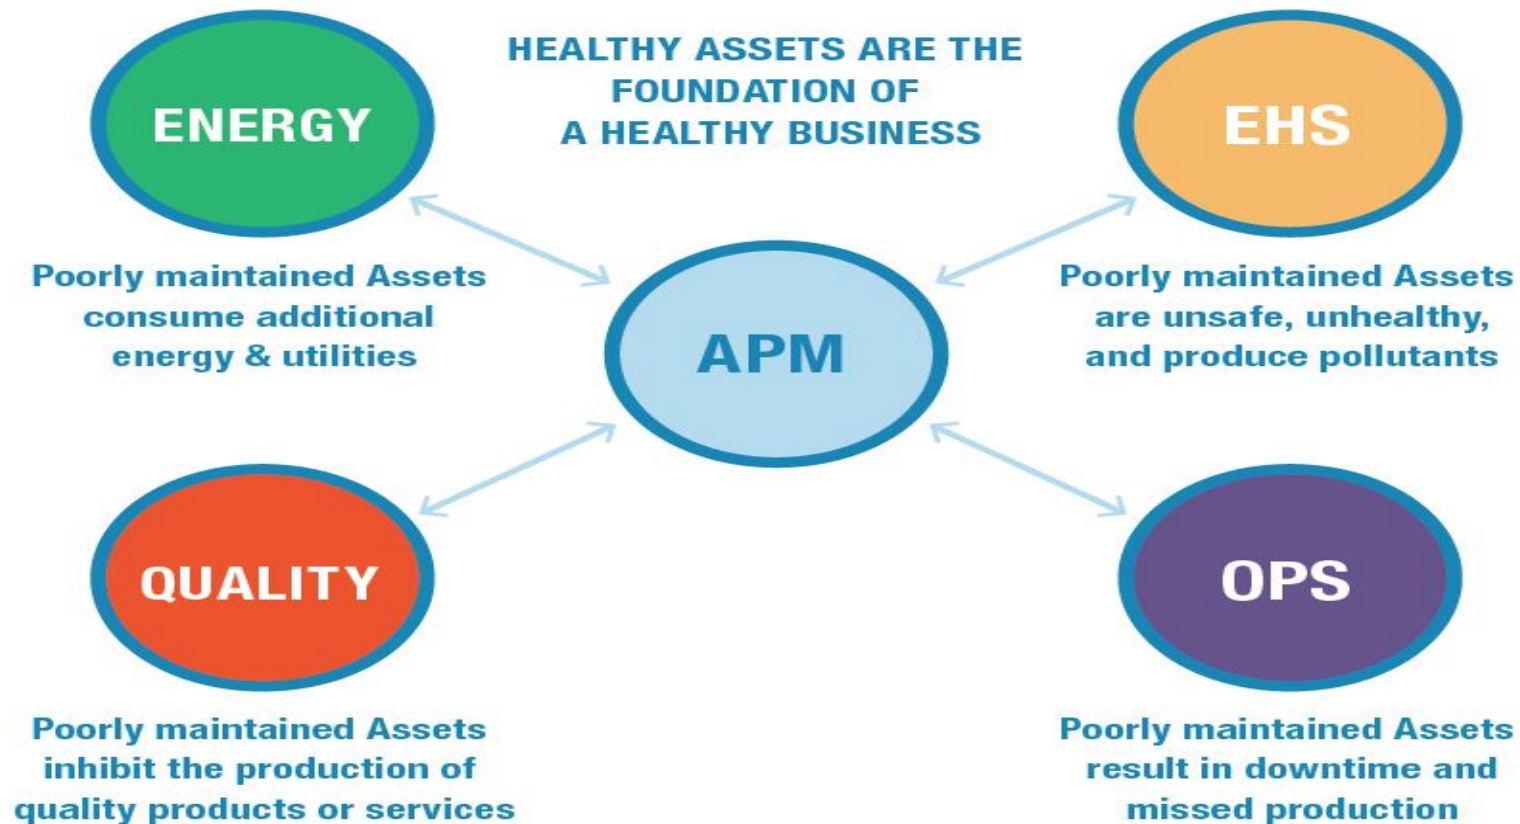 ENERGY
HEALTHY ASSETS ARE THE
FOUNDATION OF
A HEALTHY BUSINESS
EHS
Poorly maintained Assets
consume additional
energy & utilities
Poorly maintained Assets
are unsafe, unhealthy,
and produce pollutants
APM
QUALITY
Poorly maintained Assets
inhibit the production of
quality products or services
OPS
Poorly maintained Assets
result in downtime and
missed production